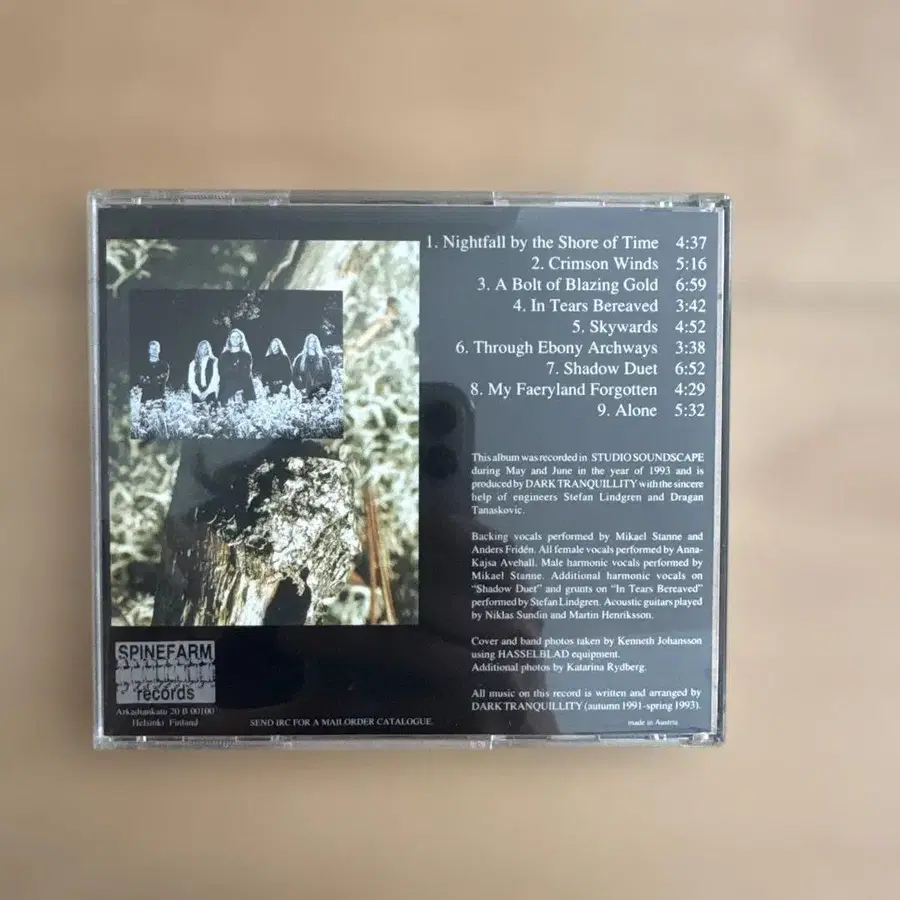 1. Nightfall by the Shore of Time 4:37
2. Crimson Winds 5:16
3. A Bolt of Blazing Gold 6:59
4. In Tears Bereaved 3:42
5. Skywards 4:52
6. Through Ebony Archways 3:38
7. Shadow Duet 6:52
8. My Faeryland Forgotten 4:29
9. Alone 5:32
This album was recorded in STUDIO SOUNDSCAPE
during May and June in the year of 1993 and is
produced by DARK TRANQUILLITY with the sincere
help of engineers Stefan Lindgren and Dragan
Tanaskovic.
Backing vocals performed by Mikael Stanne and
Anders Fridén. All female vocals performed by Anna-
Kajsa Avehall. Male harmonic vocals performed by
Mikael Stanne. Additional harmonic vocals on
"Shadow Duet" and grunts on "In Tears Bereaved"
performed by Stefan Lindgren. Acoustic guitars played
by Niklas Sundin and Martin Henriksson.
Cover and band photos taken by Kenneth Johansson
using HASSELBLAD equipment.
Additional photos by Katarina Rydberg.
All music on this record is written and arranged by
DARK TRANQUILLITY (autumn 1991-spring 1993).
made in Austria
SPINEFARM
records
Arkadiankatu 20 B 00100
Helsinki Finland
SEND IRC FOR A MAILORDER CATALOGUE.